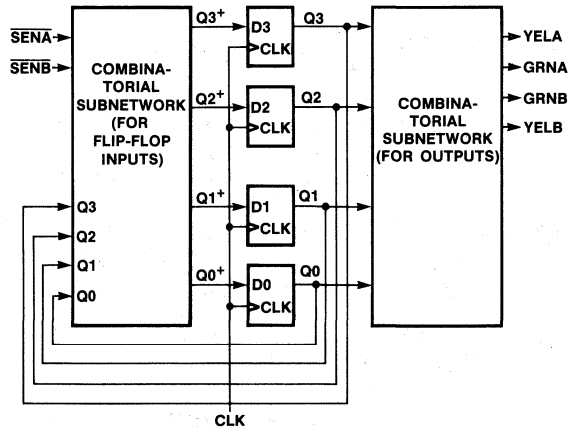 SENA
SENB
COMBINA-
TORIAL
SUBNETWORK
(FOR
FLIP-FLOP
INPUTS)
Q3
Q2
Q1
Q0
Q3+
Q2+
Q1+
Q0+
D3
CLK
D2
CLK
D1
CLK
D0
CLK
Q3
Q2
Q1
Q0
COMBINA-
TORIAL
SUBNETWORK
(FOR OUTPUTS)
YELA
GRNA
GRNB
YELB
CLK